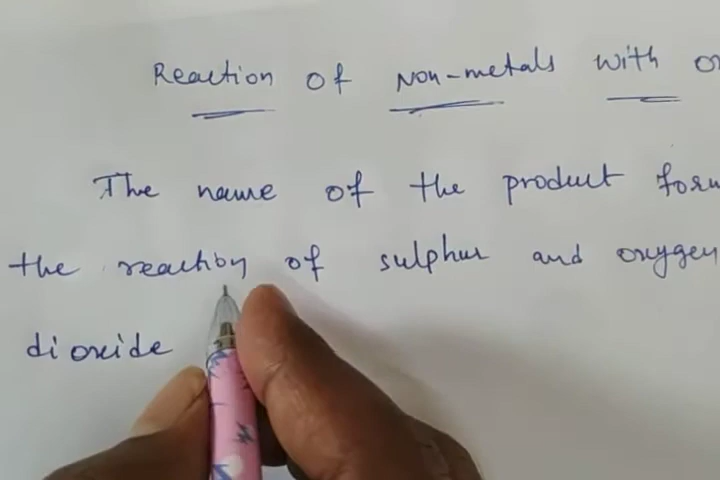 Reaction of Non-metals with
The name of the product
the reaction of sulphur and oxygen
dioxide